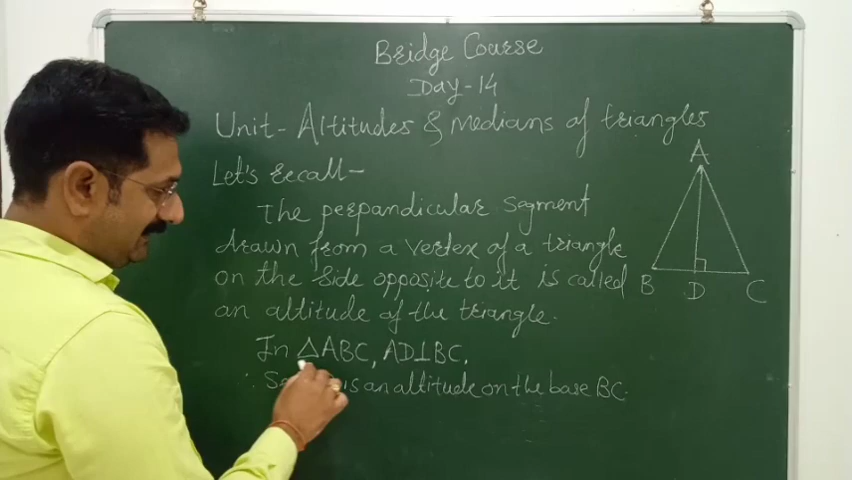 Bridge Course
Day-14
Unit- Altitudes & Medians of triangles
Let's recall-
The perpandicular segment
drawn from a vertex of a triangle
on the side opposite to it is called
an altitude of the triangle.
In △ABC, AD⊥BC.
is an altitude on the base BC.
A
B D C